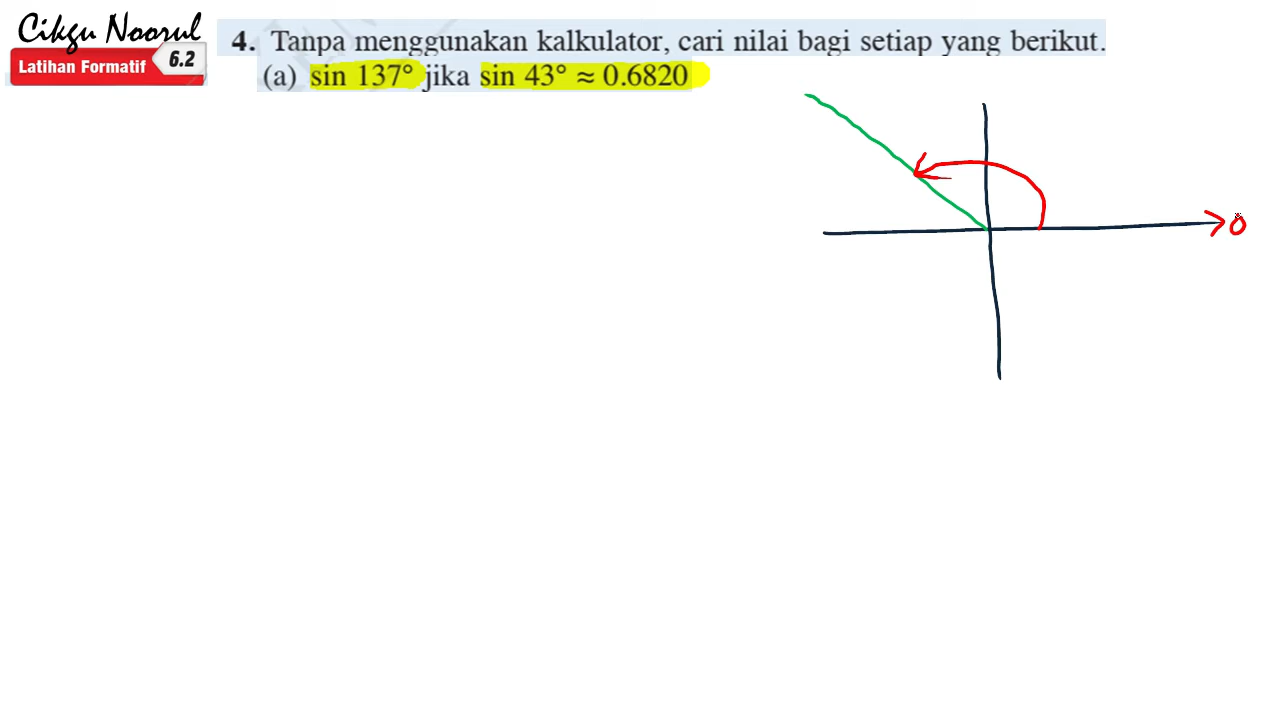 Cikgu Noorul
Latihan Formatif 6.2
4. Tanpa menggunakan kalkulator, cari nilai bagi setiap yang berikut.
(a) sin 137° jika sin 43° ≈ 0.6820
0